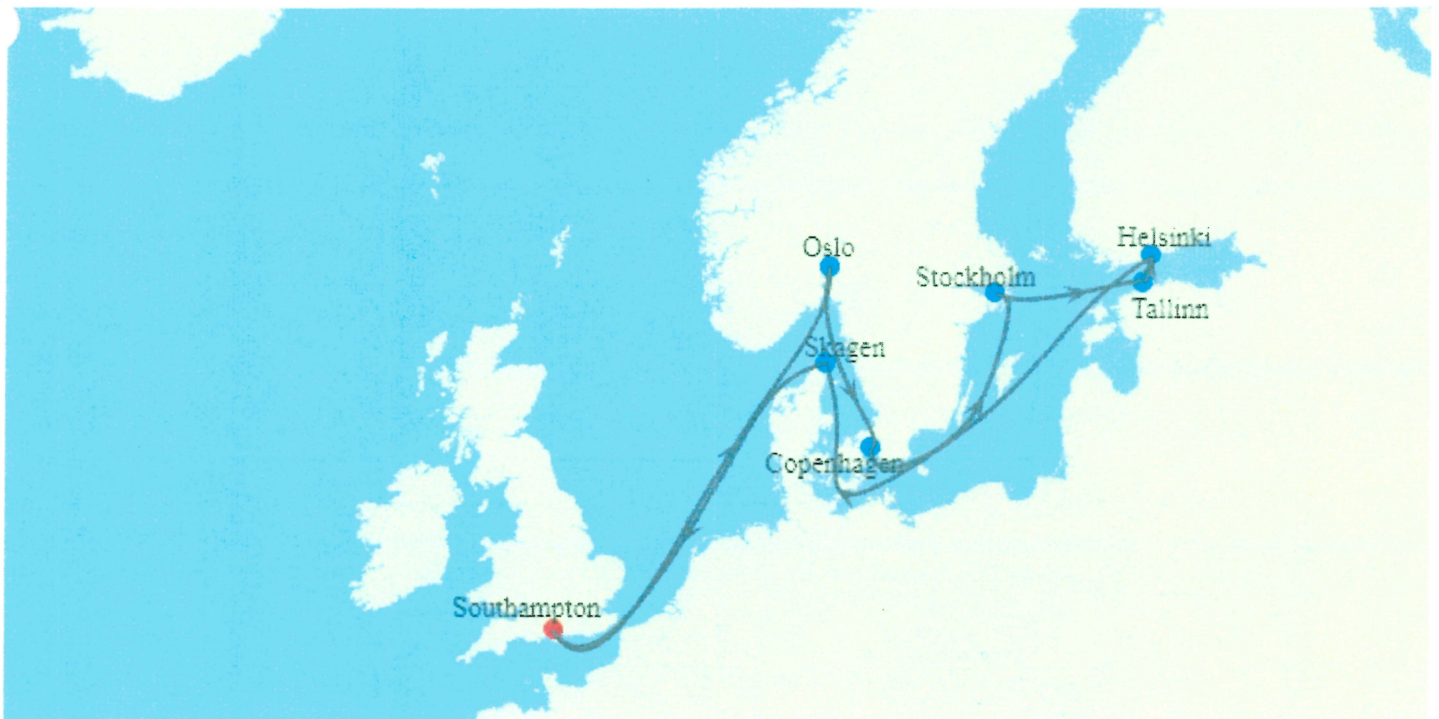 Helsinki
Oslo
Stockholm
Tallinn
Skagen
Copenhagen
Southampton